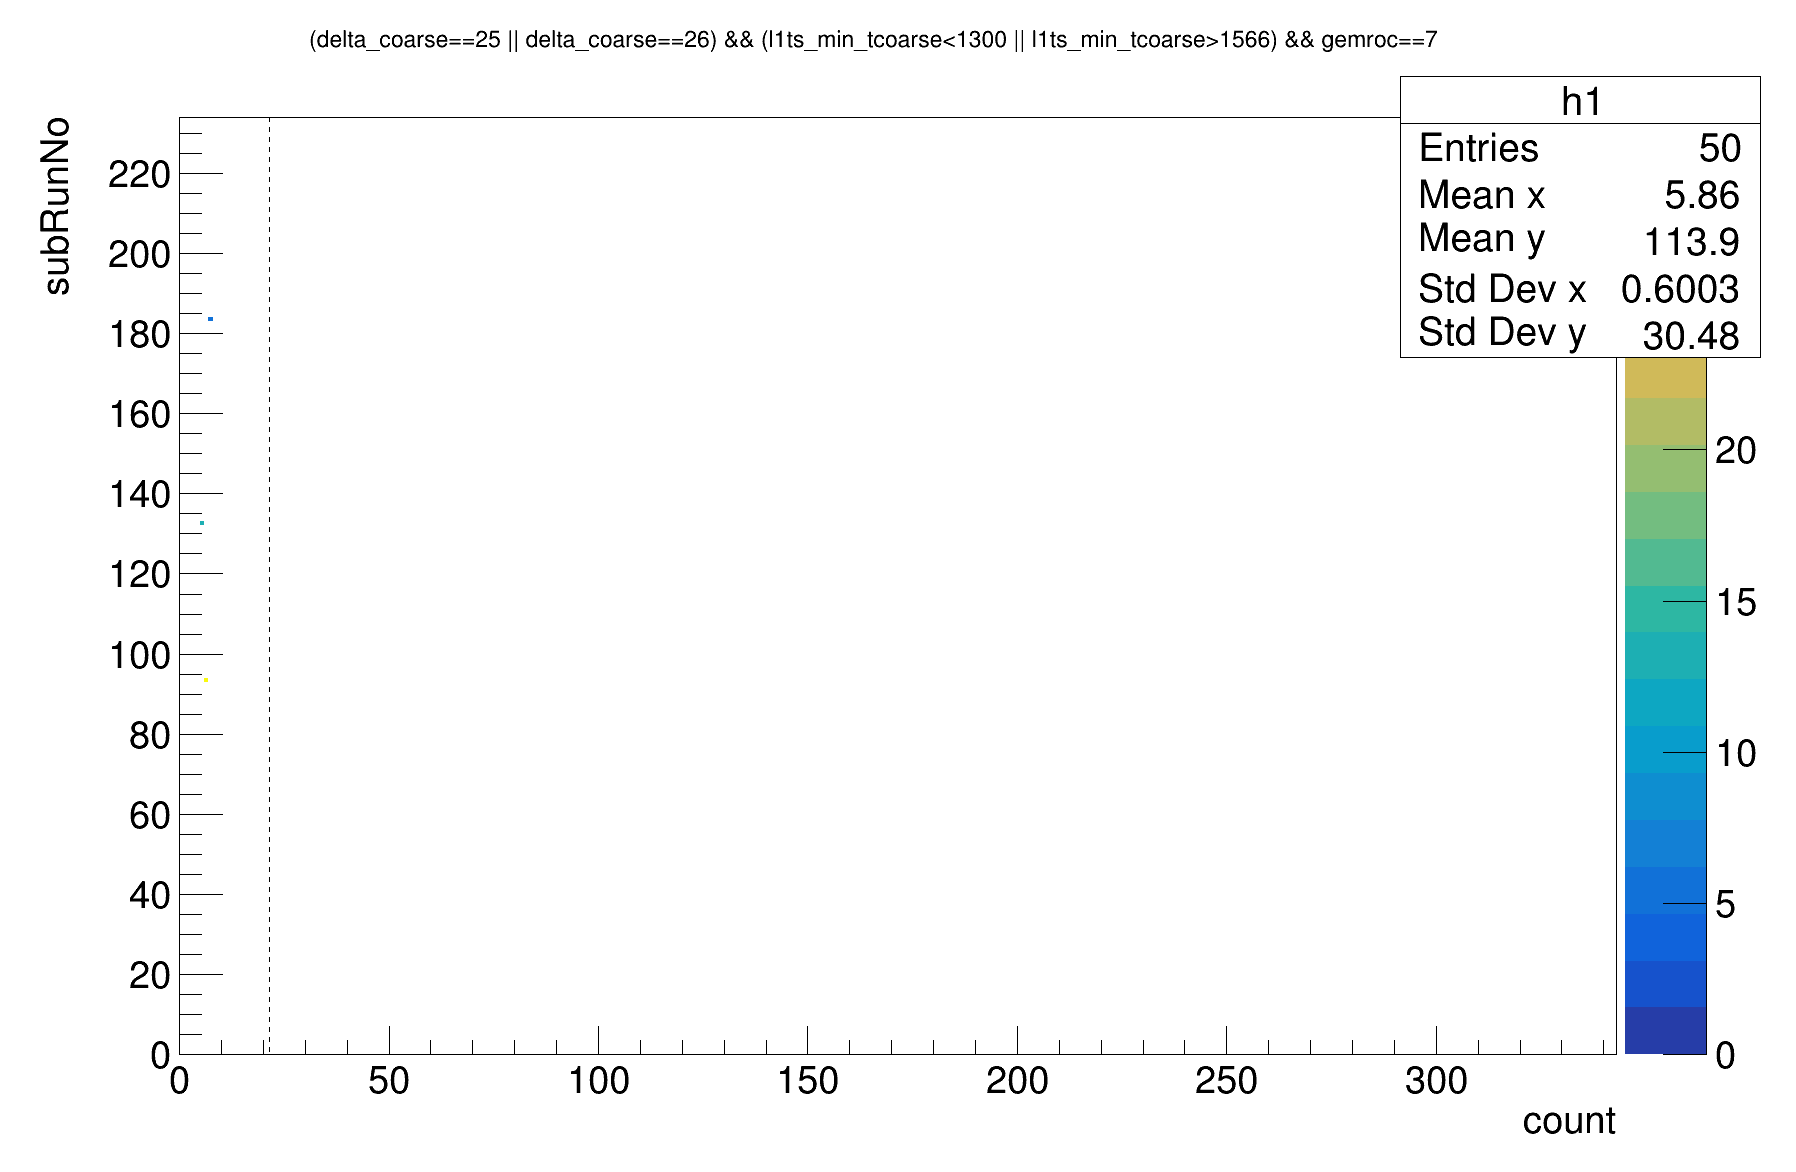 (delta_coarse==25 || delta_coarse==26) && (l1ts_min_tcoarse<1300 || l1ts_min_tcoarse>1566) && gemroc==7
h1
Entries 50
Mean x 5.86
Mean y 113.9
Std Dev x 0.6003
Std Dev y 30.48
subRunNo
220
200
180
160
140
120
100
80
60
40
20
0
20
15
10
5
0
0 50 100 150 200 250 300
count